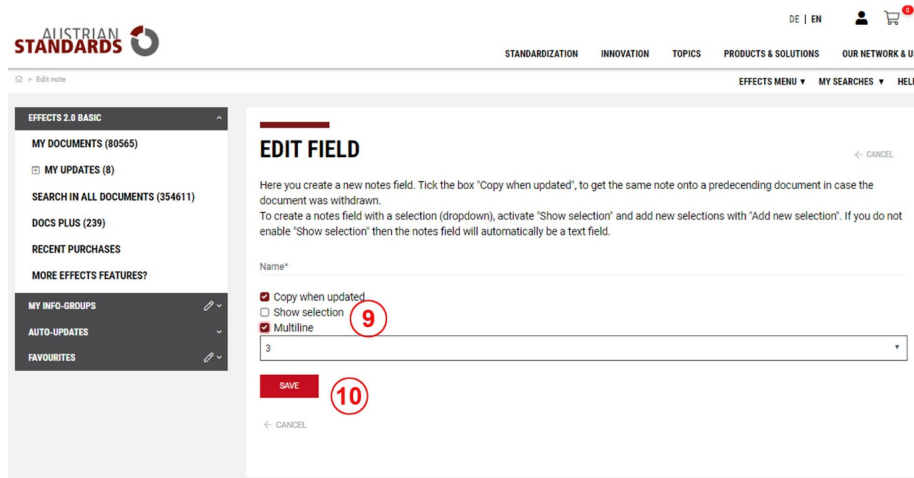 DE | EN
0
AUSTRIAN
STANDARDS
STANDARDIZATION INNOVATION TOPICS PRODUCTS & SOLUTIONS OUR NETWORK & U
> Edit note
EFFECTS MENU ▾ MY SEARCHES ▾ HEL
EFFECTS 2.0 BASIC
MY DOCUMENTS (80565)
MY UPDATES (8)
SEARCH IN ALL DOCUMENTS (354611)
DOCS PLUS (239)
RECENT PURCHASES
MORE EFFECTS FEATURES?
MY INFO-GROUPS
AUTO-UPDATES
FAVOURITES
EDIT FIELD
← CANCEL
Here you create a new notes field. Tick the box "Copy when updated", to get the same note onto a predecending document in case the
document was withdrawn.
To create a notes field with a selection (dropdown), activate "Show selection" and add new selections with "Add new selection". If you do not
enable "Show selection" then the notes field will automatically be a text field.
Name*
Copy when updated
Show selection
9
Multiline
3
SAVE
10
← CANCEL